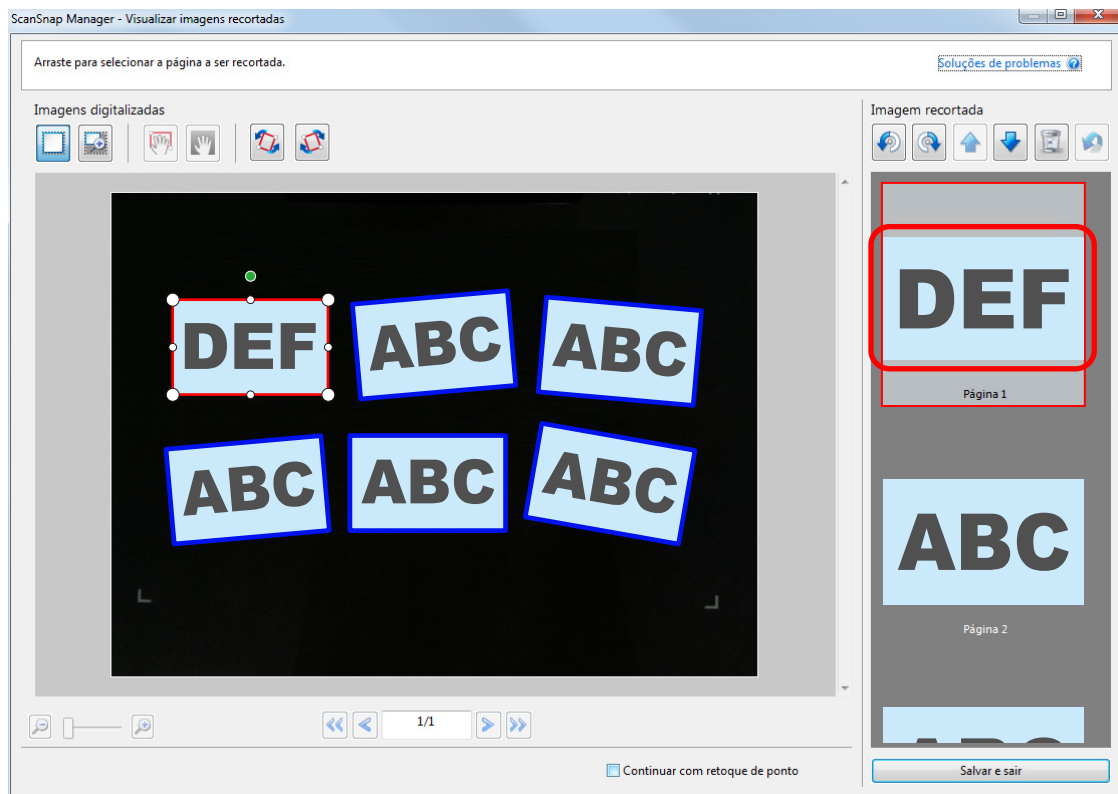 ScanSnap Manager - Visualizar imagens recortadas
Arraste para selecionar a página a ser recortada.
Soluções de problemas
Imagens digitalizadas
Imagem recortada
DEF ABC ABC
ABC ABC ABC
DEF
Página 1
ABC
Página 2
1/1
Continuar com retoque de ponto
Salvar e sair